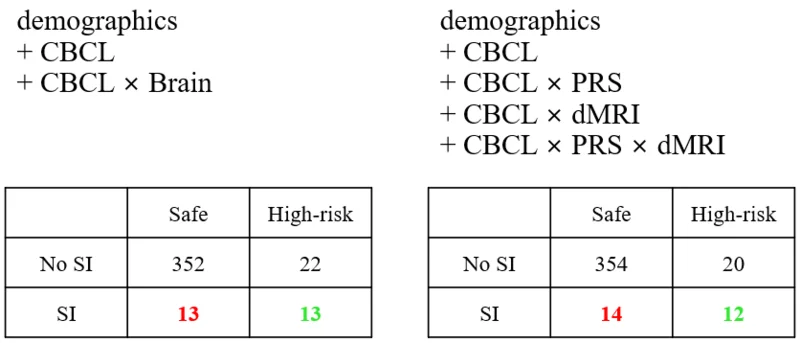 demographics
+ CBCL
+ CBCL × Brain
Safe High-risk
No SI 352 22
SI 13 13
demographics
+ CBCL
+ CBCL × PRS
+ CBCL × dMRI
+ CBCL × PRS × dMRI
Safe High-risk
No SI 354 20
SI 14 12